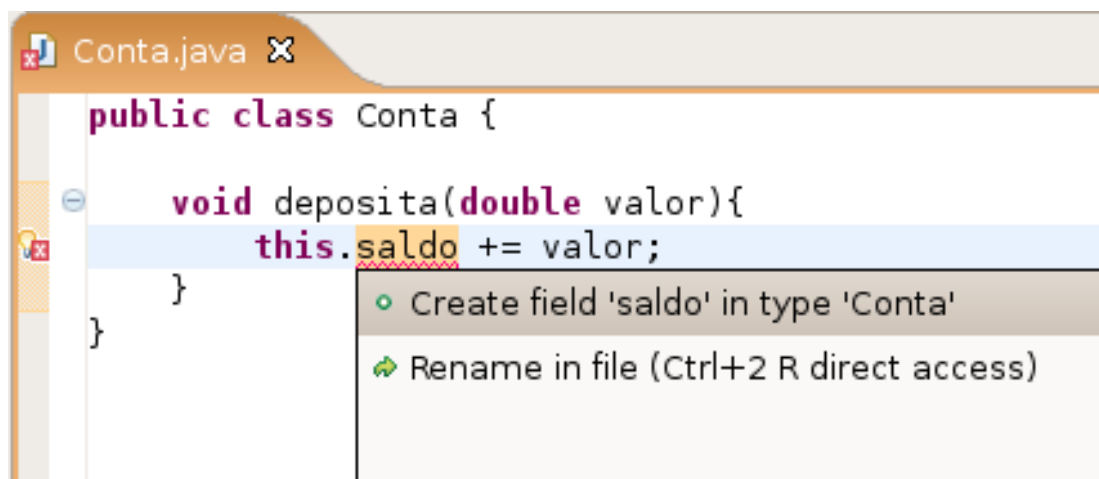 Conta.java
public class Conta {
void deposita(double valor){
this.saldo += valor;
}
}
Create field 'saldo' in type 'Conta'
Rename in file (Ctrl+2 R direct access)